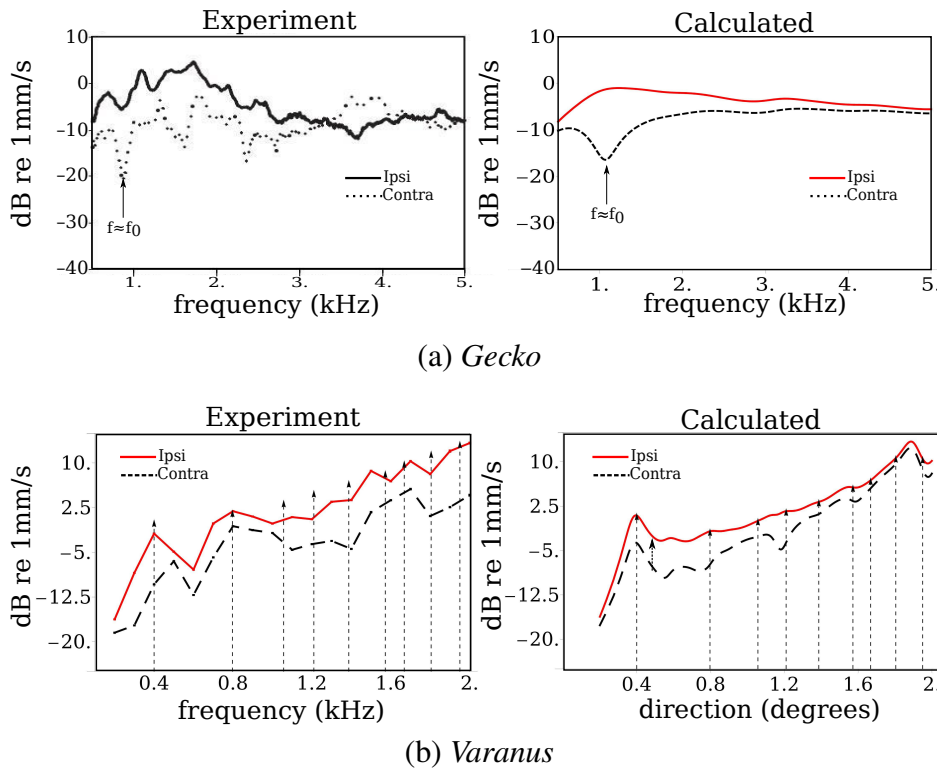 Experiment
10
0
−10
−20
−30
−40
dB re 1mm/s
Ipsi
Contra
f≈f0
1.
2.
3.
4.
5.
frequency (kHz)
Calculated
10
0
−10
−20
−30
−40
dB re 1mm/s
Ipsi
Contra
f≈f0
1.
2.
3.
4.
5.
frequency (kHz)
(a) Gecko
Experiment
10.
2.5
−5
−12.5
−20.
dB re 1mm/s
Ipsi
Contra
0.4
0.8
1.2
1.6
2.
frequency (kHz)
Calculated
10.
2.5
−5
−12.5
−20.
dB re 1mm/s
Ipsi
Contra
0.4
0.8
1.2
1.6
2.
direction (degrees)
(b) Varanus